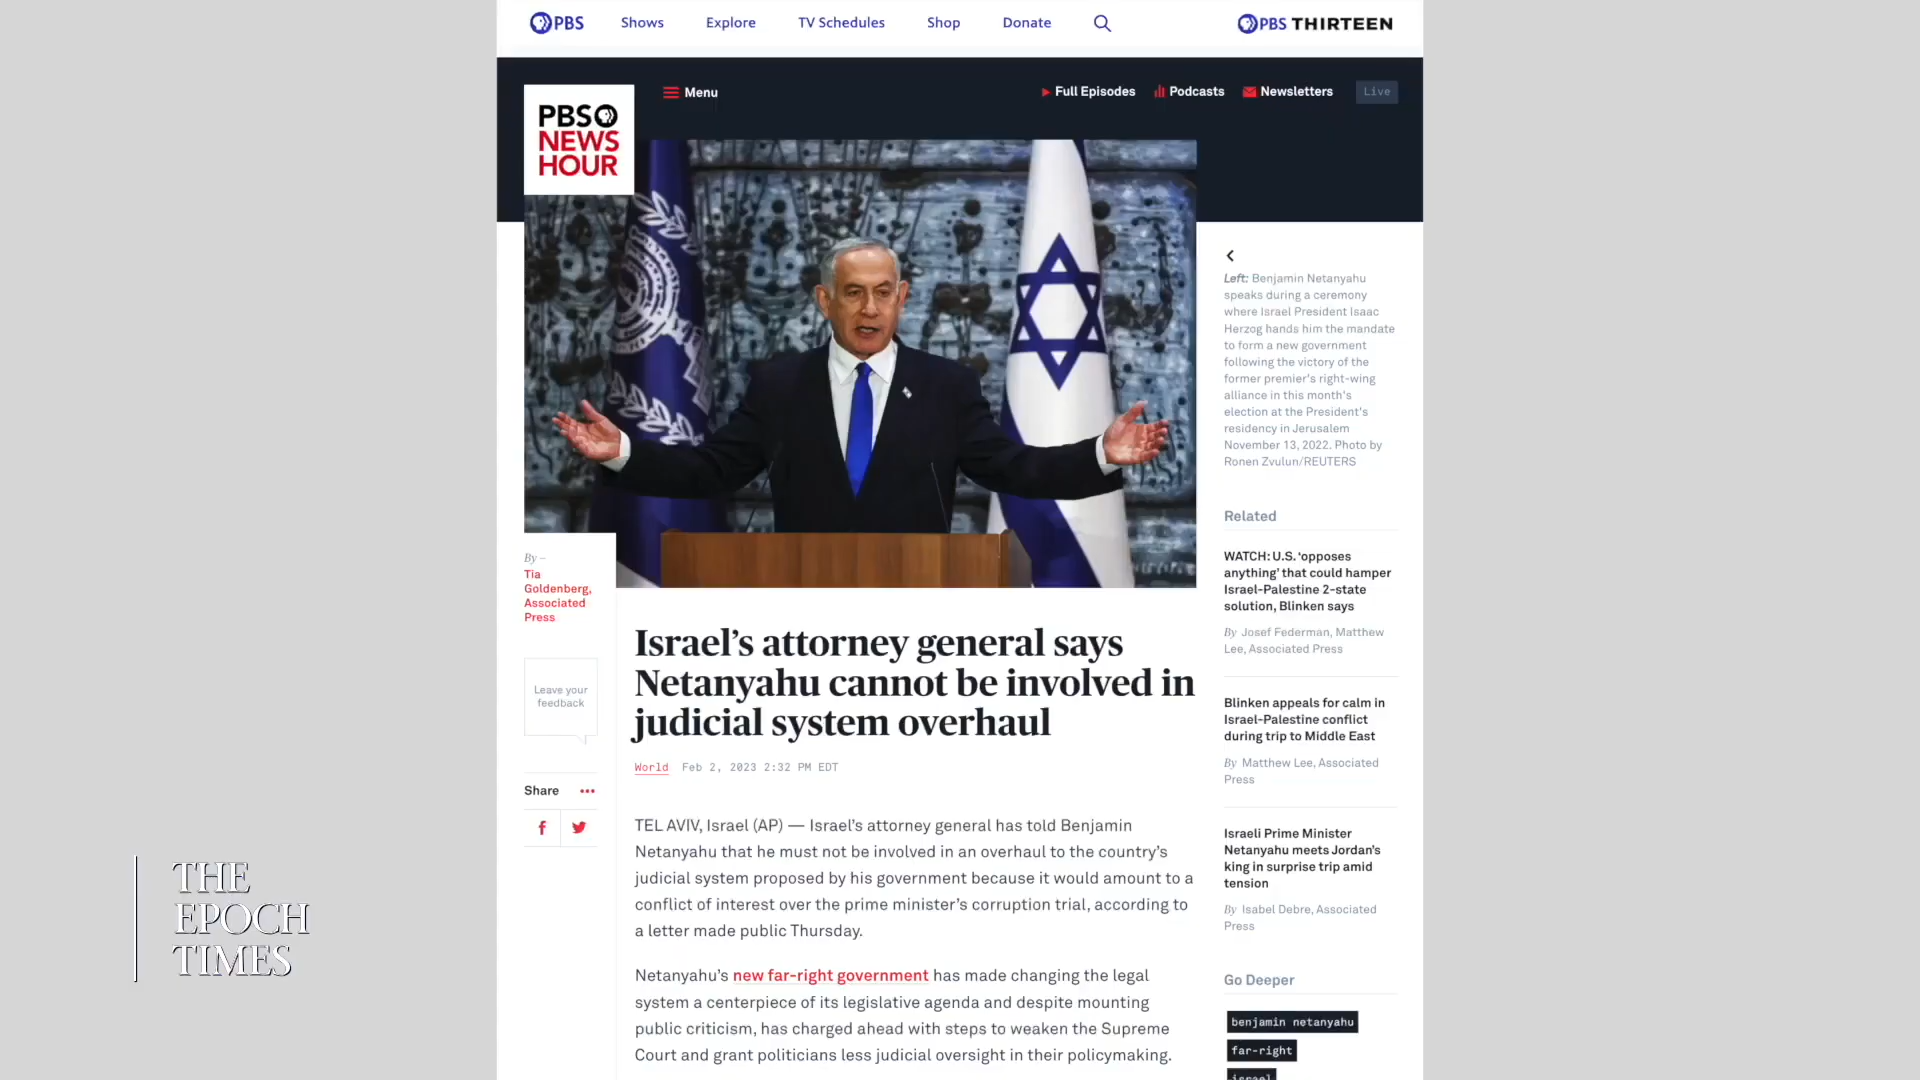 PBS
Shows
Explore
TV Schedules
Shop
Donate
PBS THIRTEEN
PBS
NEWS
HOUR
Menu
Full Episodes
Podcasts
Newsletters
Live
Left: Benjamin Netanyahu
speaks during a ceremony
where Israel President Isaac
Herzog hands him the mandate
to form a new government
following the victory of the
former premier's right-wing
alliance in this month's
election at the President's
residency in Jerusalem
November 13, 2022. Photo by
Ronen Zvulun/REUTERS
By –
Tia
Goldenberg,
Associated
Press
Leave your
feedback
Share
Israel’s attorney general says
Netanyahu cannot be involved in
judicial system overhaul
World Feb 2, 2023 2:32 PM EDT
TEL AVIV, Israel (AP) — Israel’s attorney general has told Benjamin
Netanyahu that he must not be involved in an overhaul to the country’s
judicial system proposed by his government because it would amount to a
conflict of interest over the prime minister’s corruption trial, according to
a letter made public Thursday.
Netanyahu’s new far-right government has made changing the legal
system a centerpiece of its legislative agenda and despite mounting
public criticism, has charged ahead with steps to weaken the Supreme
Court and grant politicians less judicial oversight in their policymaking.
Related
WATCH: U.S. ‘opposes
anything’ that could hamper
Israel-Palestine 2-state
solution, Blinken says
By Josef Federman, Matthew
Lee, Associated Press
Blinken appeals for calm in
Israel-Palestine conflict
during trip to Middle East
By Matthew Lee, Associated
Press
Israeli Prime Minister
Netanyahu meets Jordan’s
king in surprise trip amid
tension
By Isabel Debre, Associated
Press
Go Deeper
benjamin netanyahu
far-right
israel
THE
EPOCH
TIMES